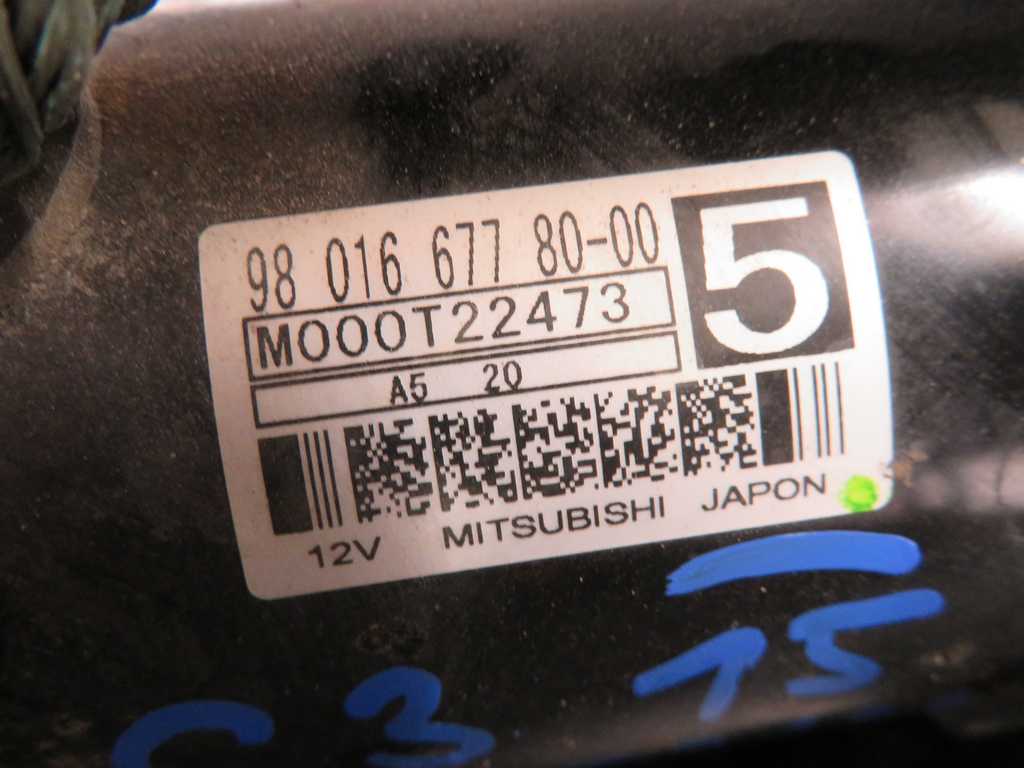 98 016 677 80-00
5
M000T22473
A5 20
12V MITSUBISHI JAPON
15
C3